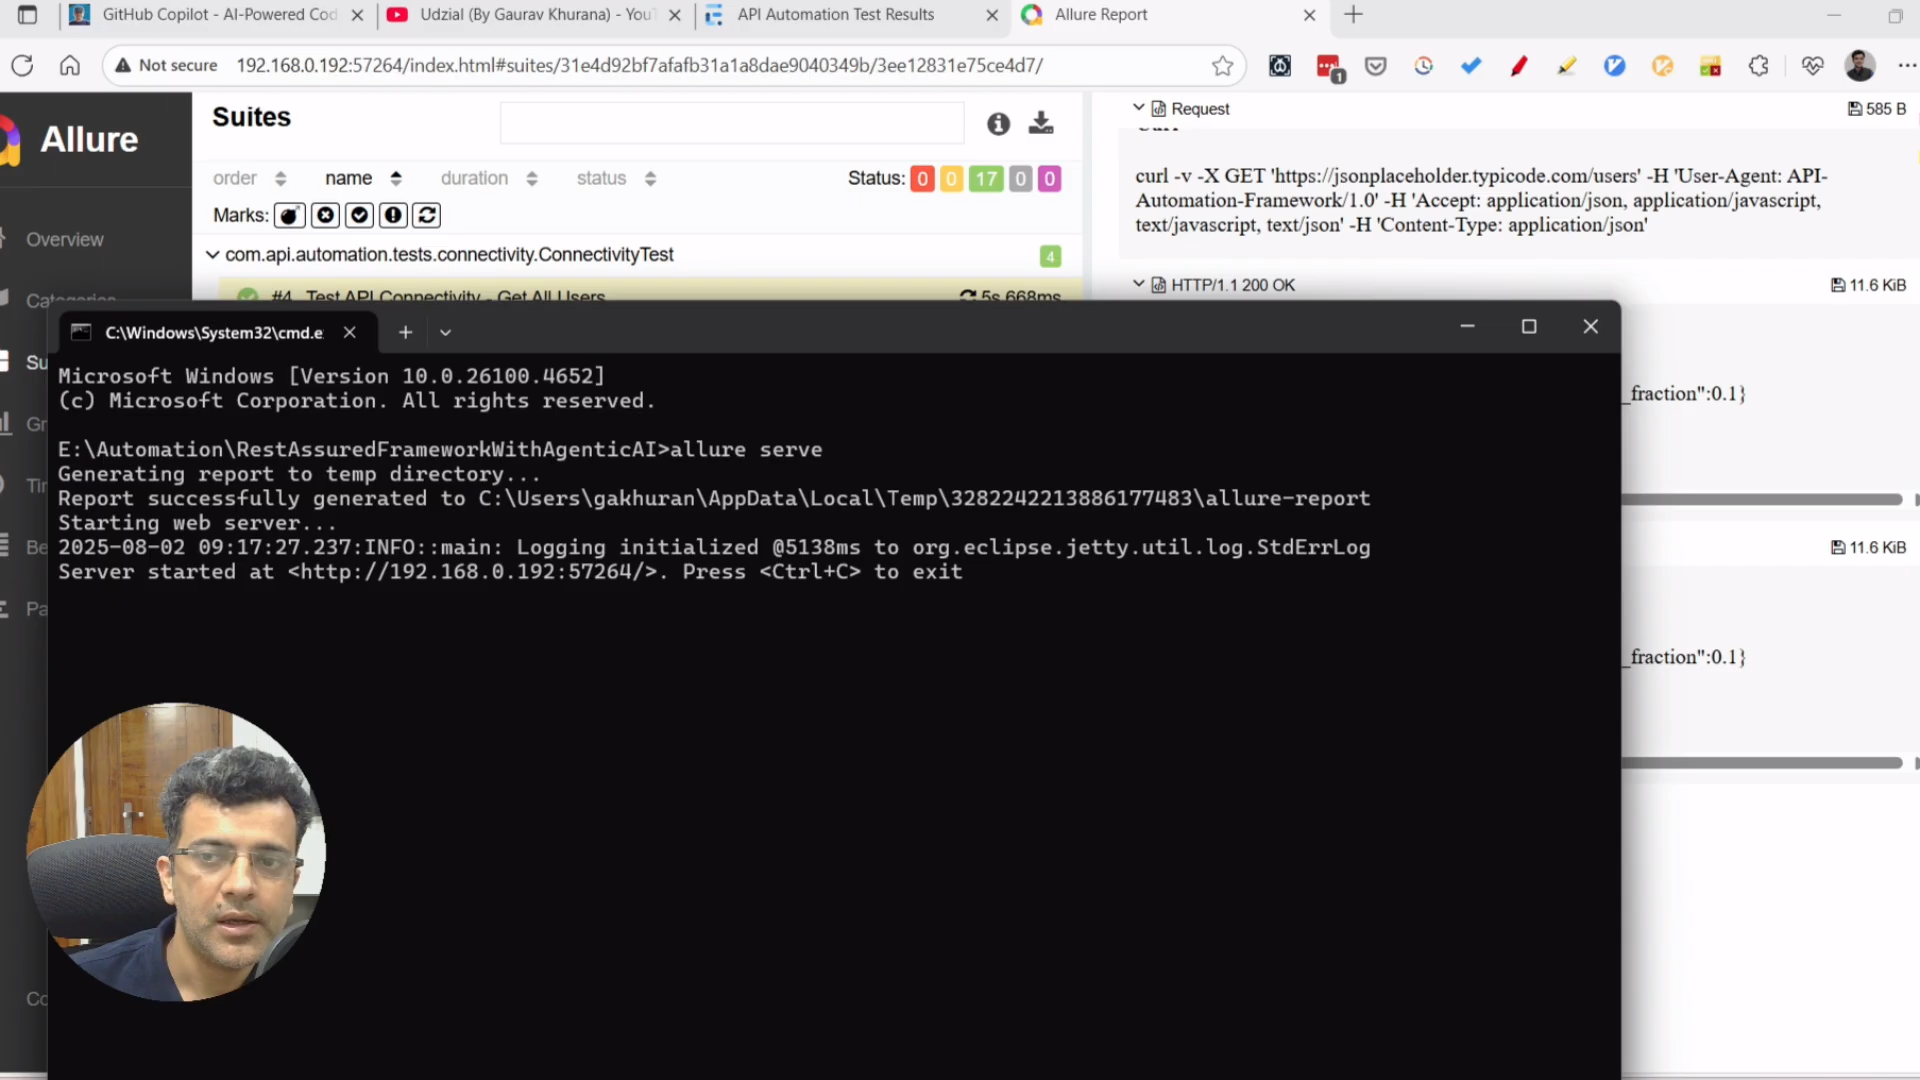 GitHub Copilot - AI-Powered Cod
Udzial (By Gaurav Khurana) - You
API Automation Test Results
Allure Report
Not secure
192.168.0.192:57264/index.html#suites/31e4d92bf7afafb31a1a8dae9040349b/3ee12831e75ce4d7/
1
Allure
Overview
Categories
Su
Gr
Be
Pa
Co
Suites
order
name
duration
status
Status: 0 0 17 0 0
Marks:
com.api.automation.tests.connectivity.ConnectivityTest
4
#4 Test API Connectivity - Get All Users
5s 668ms
Request
585 B
Curl
curl -v -X GET 'https://jsonplaceholder.typicode.com/users' -H 'User-Agent: API-
Automation-Framework/1.0' -H 'Accept: application/json, application/javascript,
text/javascript, text/json' -H 'Content-Type: application/json'
HTTP/1.1 200 OK
11.6 KiB
_fraction":0.1}
11.6 KiB
_fraction":0.1}
C:\Windows\System32\cmd.e
Microsoft Windows [Version 10.0.26100.4652]
(c) Microsoft Corporation. All rights reserved.
E:\Automation\RestAssuredFrameworkWithAgenticAI>allure serve
Generating report to temp directory...
Report successfully generated to C:\Users\gakhuran\AppData\Local\Temp\3282242213886177483\allure-report
Starting web server...
2025-08-02 09:17:27.237:INFO::main: Logging initialized @5138ms to org.eclipse.jetty.util.log.StdErrLog
Server started at <http://192.168.0.192:57264/>. Press <Ctrl+C> to exit